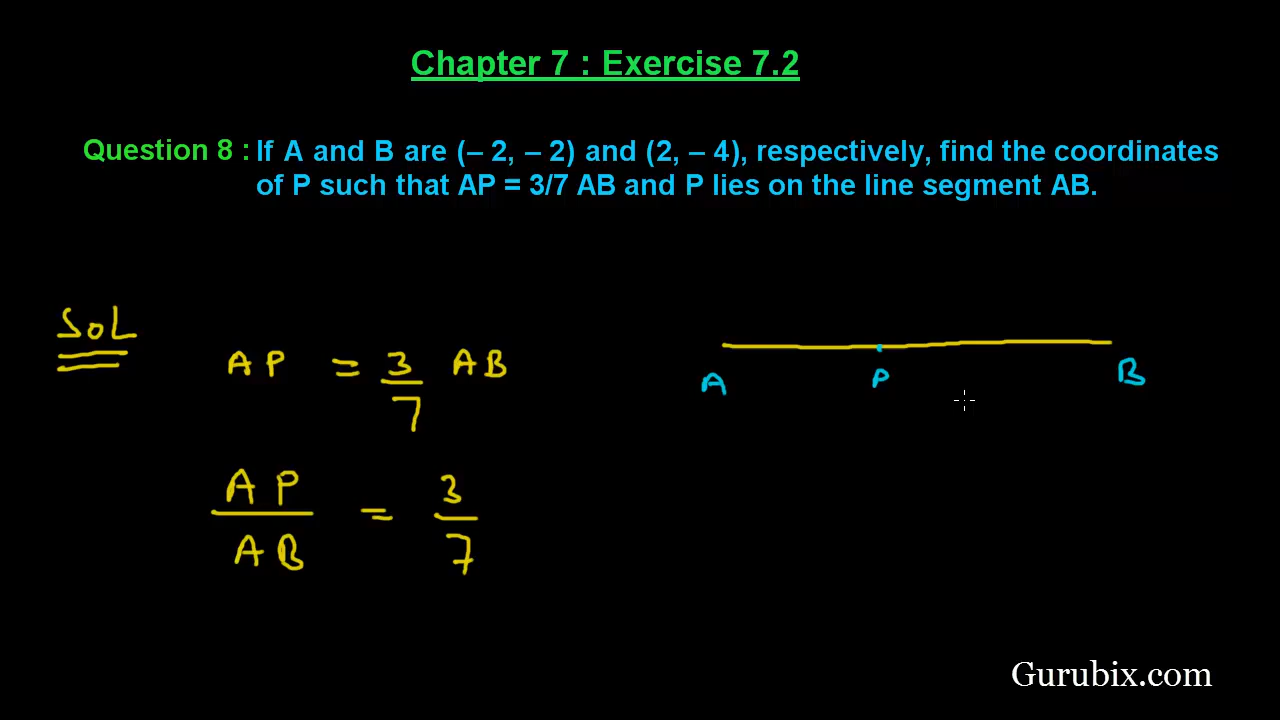 Chapter 7 : Exercise 7.2
Question 8 : If A and B are (– 2, – 2) and (2, – 4), respectively, find the coordinates
of P such that AP = 3/7 AB and P lies on the line segment AB.
SOL
AP = 3/7 AB
A P B
AP/AB = 3/7
Gurubix.com